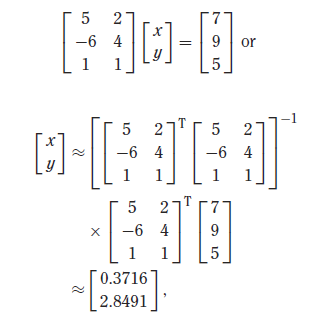 [ 5 2 ] [ x ] [ 7 ]
[ −6 4 ] [ y ] = [ 9 ] or
[ 1 1 ] [ 5 ]
[ x ] ≈ [ [ 5 2 ]ᵀ [ 5 2 ] ]⁻¹
[ y ] [ [ −6 4 ] [ −6 4 ] ]
[ [ 1 1 ] [ 1 1 ] ]
[ 5 2 ]ᵀ [ 7 ]
× [ −6 4 ] [ 9 ]
[ 1 1 ] [ 5 ]
≈ [ 0.3716 ]
[ 2.8491 ] ,